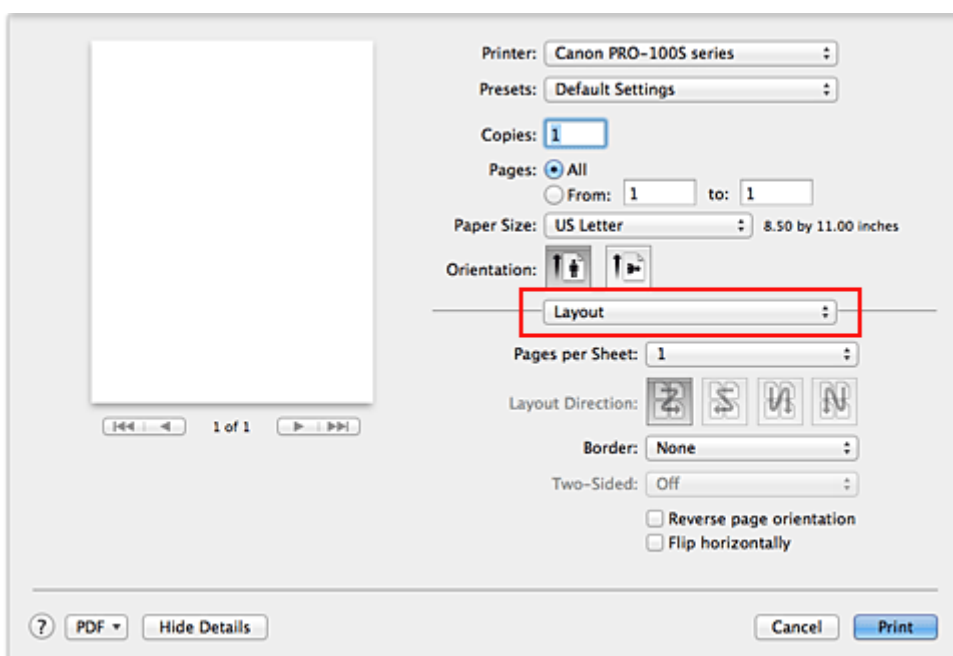 Printer: Canon PRO-100S series
Presets: Default Settings
Copies: 1
Pages: All
From: 1 to: 1
Paper Size: US Letter 8.50 by 11.00 inches
Orientation:
Layout
Pages per Sheet: 1
Layout Direction:
Border: None
Two-Sided: Off
Reverse page orientation
Flip horizontally
1 of 1
? PDF Hide Details Cancel Print